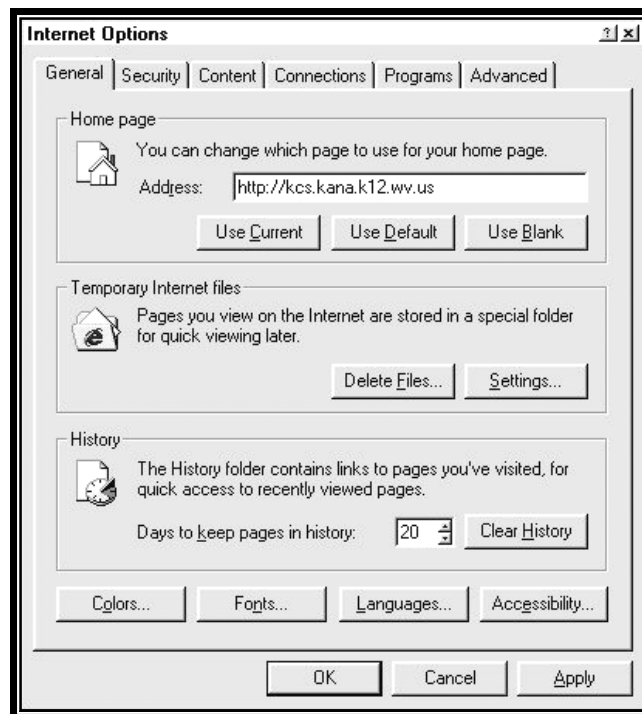 Internet Options
General Security Content Connections Programs Advanced
Home page
You can change which page to use for your home page.
Address: http://kcs.kana.k12.wv.us
Use Current Use Default Use Blank
Temporary Internet files
Pages you view on the Internet are stored in a special folder
for quick viewing later.
Delete Files... Settings...
History
The History folder contains links to pages you've visited, for
quick access to recently viewed pages.
Days to keep pages in history: 20 Clear History
Colors... Fonts... Languages... Accessibility...
OK Cancel Apply